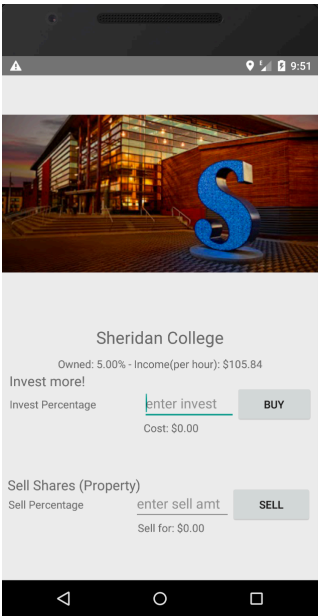 9:51
S
Sheridan College
Owned: 5.00% - Income(per hour): $105.84
Invest more!
Invest Percentage enter invest BUY
Cost: $0.00
Sell Shares (Property)
Sell Percentage enter sell amt SELL
Sell for: $0.00